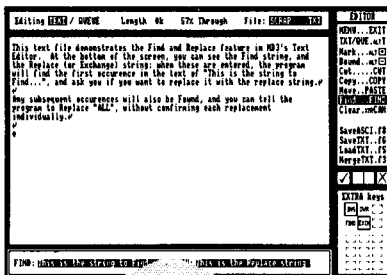 Editing TEXT / QUEUE Length 0k 57% Through File: SCRAP TXT
This text file demonstrates the Find and Replace feature in MDJ's Text
Editor. At the bottom of the screen, you can see the Find string, and
the Replace (or Exchange) string: when these are entered, the program
will find the first occurence in the text of "This is the string to
Find...", and ask you if you want to replace it with the replace string.
Any subsequent occurences will also be Found, and you can tell the
program to Replace "ALL", without confirming each replacement
individually.
FIND: This is the string to Find This is the Replace string
EDITOR
MENU...EXIT
TXT/QUE.
Mark..
Bound..
Cut.....CUT
Copy...COPY
Move..PASTE
Find...FIND
Clear.
SaveASCI.f8
SaveTXT..f6
LoadTXT..f5
MergeTXT.f3
EXTRA keys